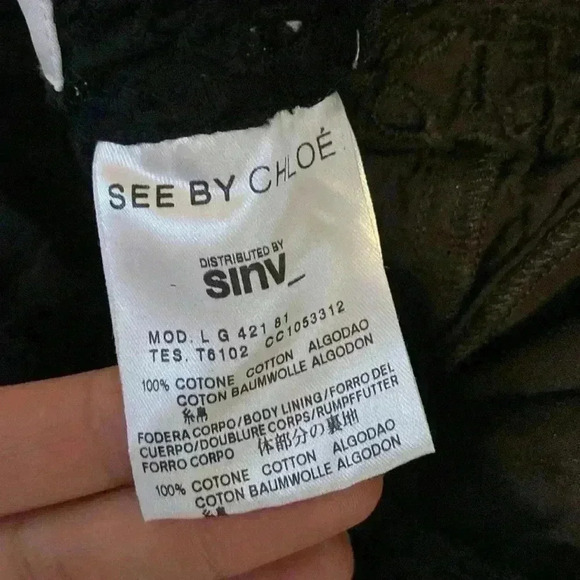 SEE BY CHLOÉ
DISTRIBUTED BY
sinv_
MOD. L G 421 81
TES. T6102 CC1053312
100% COTONE COTTON ALGODAO
COTON BAUMWOLLE ALGODON
FODERA CORPO/BODY LINING/FORRO DEL
CUERPO/DOUBLURE CORPS/RUMPFFUTTER
FORRO CORPO 体部分の裏地
100% COTONE COTTON ALGODAO
COTON BAUMWOLLE ALGODON